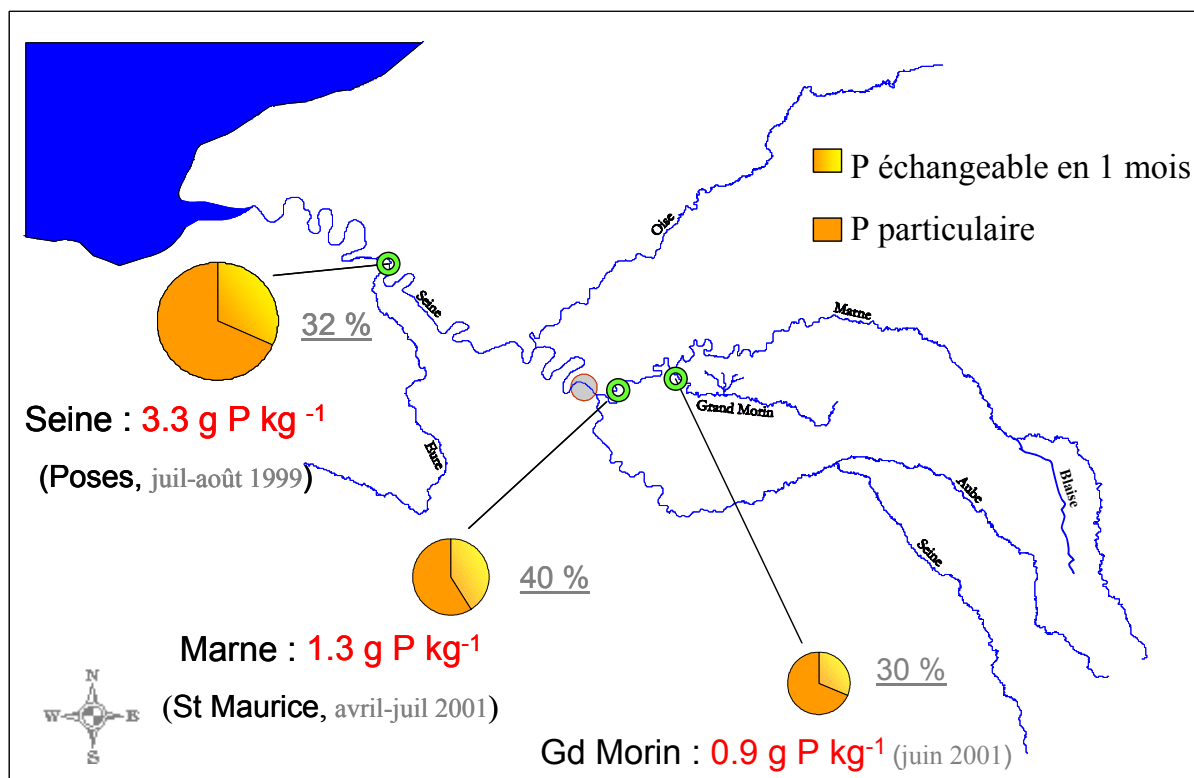 P échangeable en 1 mois
P particulaire
Oise
Seine
Marne
Grand Morin
Eure
Aube
Blaise
Seine
32 %
Seine : 3.3 g P kg -1
(Poses, juil-août 1999)
40 %
Marne : 1.3 g P kg-1
(St Maurice, avril-juil 2001)
30 %
Gd Morin : 0.9 g P kg-1 (juin 2001)
N
W E
S